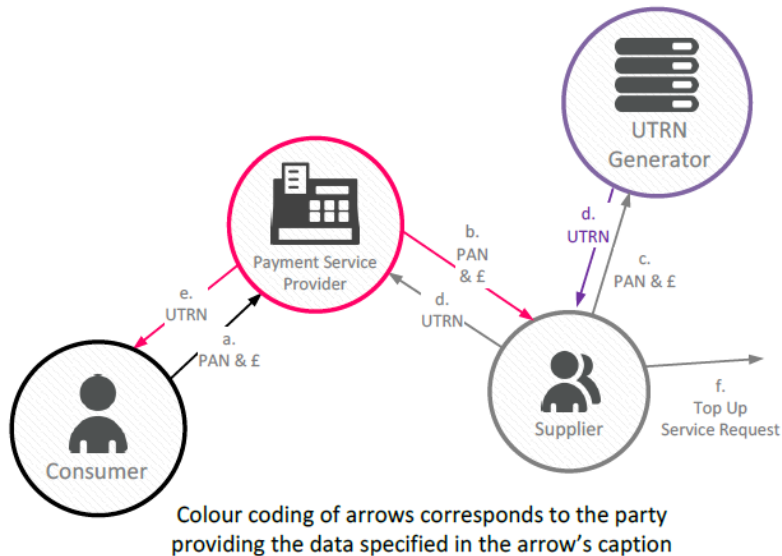 UTRN
Generator
d.
UTRN
c.
PAN & £
b.
PAN
& £
Payment Service
Provider
d.
UTRN
e.
UTRN
a.
PAN & £
f.
Top Up
Service Request
Supplier
Consumer
Colour coding of arrows corresponds to the party
providing the data specified in the arrow's caption